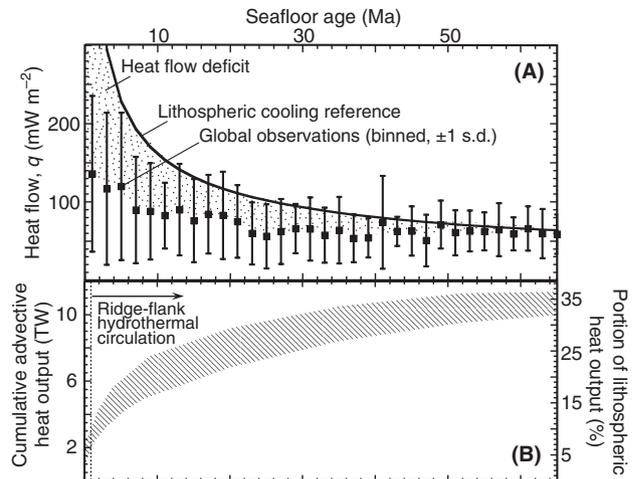 Seafloor age (Ma)
10 30 50
(A)
Heat flow deficit
Lithospheric cooling reference
Global observations (binned, ±1 s.d.)
Heat flow, q (mW m−2)
200
100
Ridge-flank
hydrothermal
circulation
Cumulative advective
heat output (TW)
10
6
2
35
25
15
5
Portion of lithospheric
heat output (%)
(B)